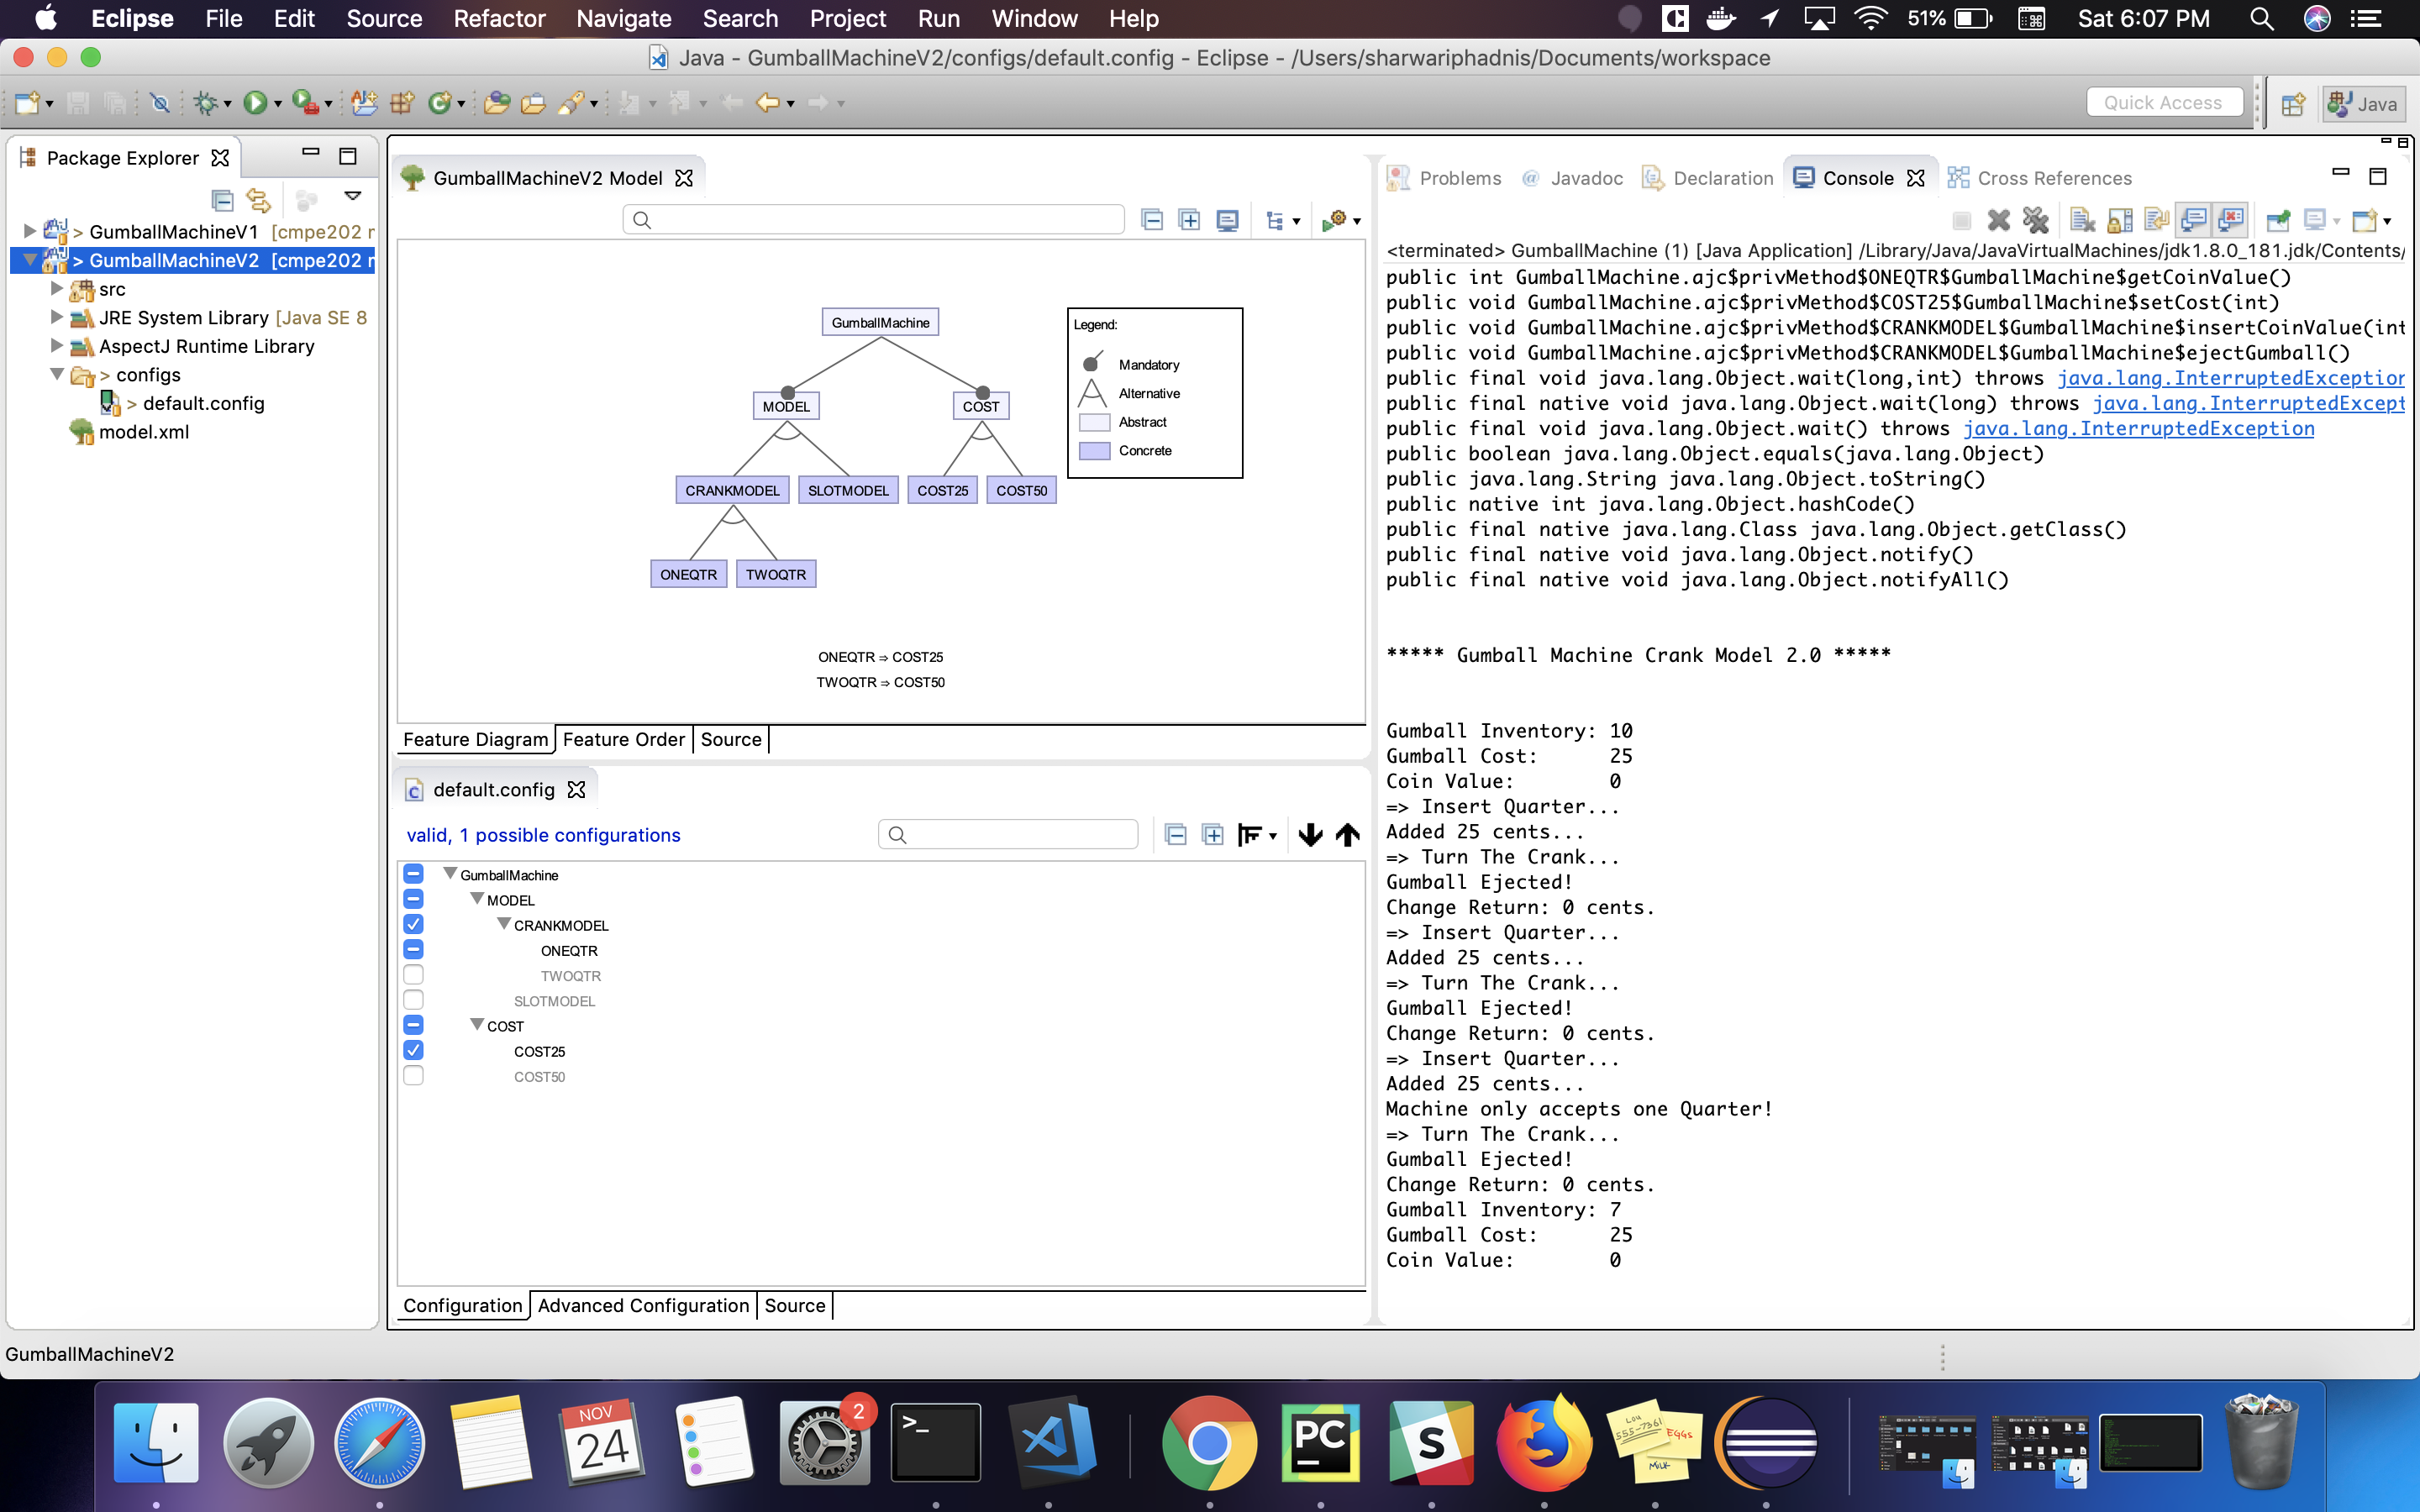 Eclipse File Edit Source Refactor Navigate Search Project Run Window Help 51% Sat 6:07 PM
Java - GumballMachineV2/configs/default.config - Eclipse - /Users/sharwariphadnis/Documents/workspace
Quick Access Java
Package Explorer
> GumballMachineV1 [cmpe202 r
> GumballMachineV2 [cmpe202 r
src
JRE System Library [Java SE 8
AspectJ Runtime Library
> configs
> default.config
model.xml
GumballMachineV2 Model
GumballMachine
MODEL COST
CRANKMODEL SLOTMODEL COST25 COST50
ONEQTR TWOQTR
ONEQTR ⇒ COST25
TWOQTR ⇒ COST50
Legend:
Mandatory
Alternative
Abstract
Concrete
Feature Diagram Feature Order Source
default.config
valid, 1 possible configurations
GumballMachine
MODEL
CRANKMODEL
ONEQTR
TWOQTR
SLOTMODEL
COST
COST25
COST50
Configuration Advanced Configuration Source
Problems @ Javadoc Declaration Console Cross References
<terminated> GumballMachine (1) [Java Application] /Library/Java/JavaVirtualMachines/jdk1.8.0_181.jdk/Contents/
public int GumballMachine.ajc$privMethod$ONEQTR$GumballMachine$getCoinValue()
public void GumballMachine.ajc$privMethod$COST25$GumballMachine$setCost(int)
public void GumballMachine.ajc$privMethod$CRANKMODEL$GumballMachine$insertCoinValue(int
public void GumballMachine.ajc$privMethod$CRANKMODEL$GumballMachine$ejectGumball()
public final void java.lang.Object.wait(long,int) throws java.lang.InterruptedException
public final native void java.lang.Object.wait(long) throws java.lang.InterruptedExcept
public final void java.lang.Object.wait() throws java.lang.InterruptedException
public boolean java.lang.Object.equals(java.lang.Object)
public java.lang.String java.lang.Object.toString()
public native int java.lang.Object.hashCode()
public final native java.lang.Class java.lang.Object.getClass()
public final native void java.lang.Object.notify()
public final native void java.lang.Object.notifyAll()
***** Gumball Machine Crank Model 2.0 *****
Gumball Inventory: 10
Gumball Cost: 25
Coin Value: 0
=> Insert Quarter...
Added 25 cents...
=> Turn The Crank...
Gumball Ejected!
Change Return: 0 cents.
=> Insert Quarter...
Added 25 cents...
=> Turn The Crank...
Gumball Ejected!
Change Return: 0 cents.
=> Insert Quarter...
Added 25 cents...
Machine only accepts one Quarter!
=> Turn The Crank...
Gumball Ejected!
Change Return: 0 cents.
Gumball Inventory: 7
Gumball Cost: 25
Coin Value: 0
GumballMachineV2
NOV
24
2
>_
PC
S
Lou
555-7361
EGGS
MILK